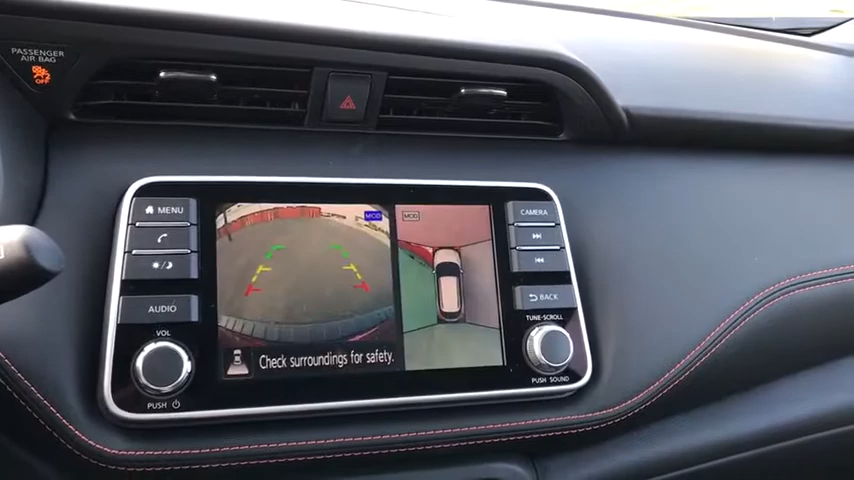 PASSENGER
AIR BAG
OFF
MENU
AUDIO
VOL
PUSH
MOD
MOD
Check surroundings for safety.
CAMERA
BACK
TUNE·SCROLL
PUSH SOUND